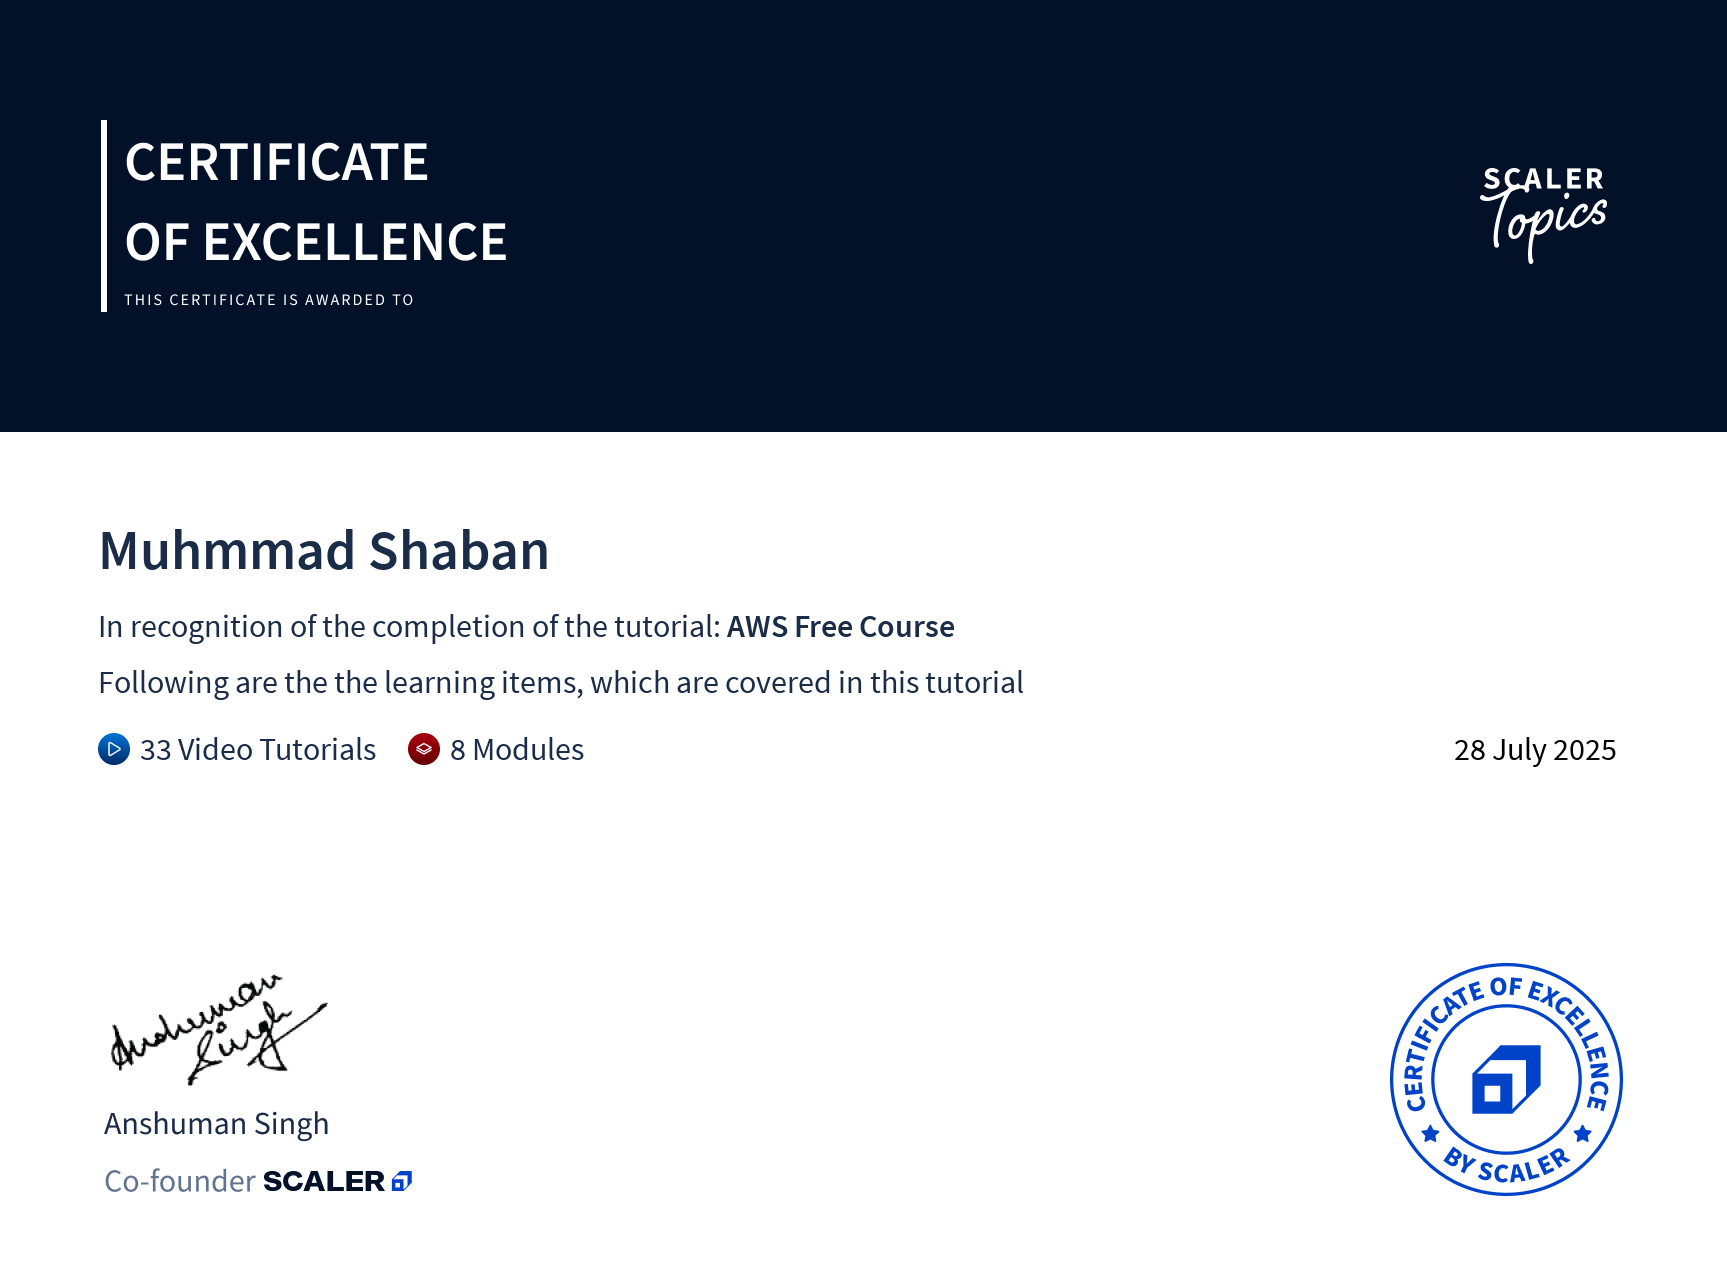 CERTIFICATE
OF EXCELLENCE
THIS CERTIFICATE IS AWARDED TO
SCALER
Topics
Muhmmad Shaban
In recognition of the completion of the tutorial: AWS Free Course
Following are the the learning items, which are covered in this tutorial
33 Video Tutorials 8 Modules
28 July 2025
Anshuman
Singh
Anshuman Singh
Co-founder SCALER
CERTIFICATE OF EXCELLENCE
BY SCALER